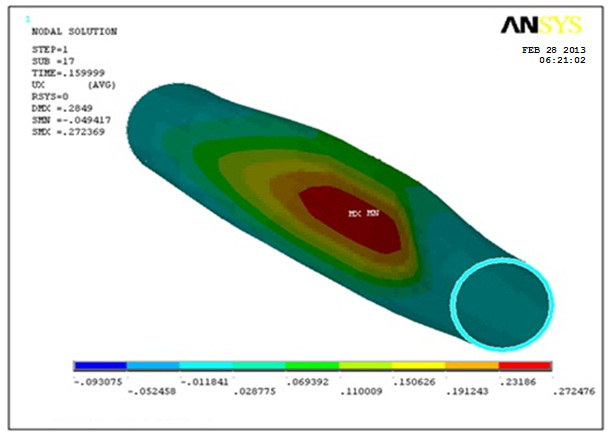 1
NODAL SOLUTION
ANSYS
STEP=1
SUB =17
TIME=.159999
UX (AVG)
RSYS=0
DMX =.2849
SMN =-.049417
SMX =.272369
FEB 28 2013
06:21:02
MX MN
-.093075 -.011841 .069392 .150626 .23186
-.052458 .028775 .110009 .191243 .272476